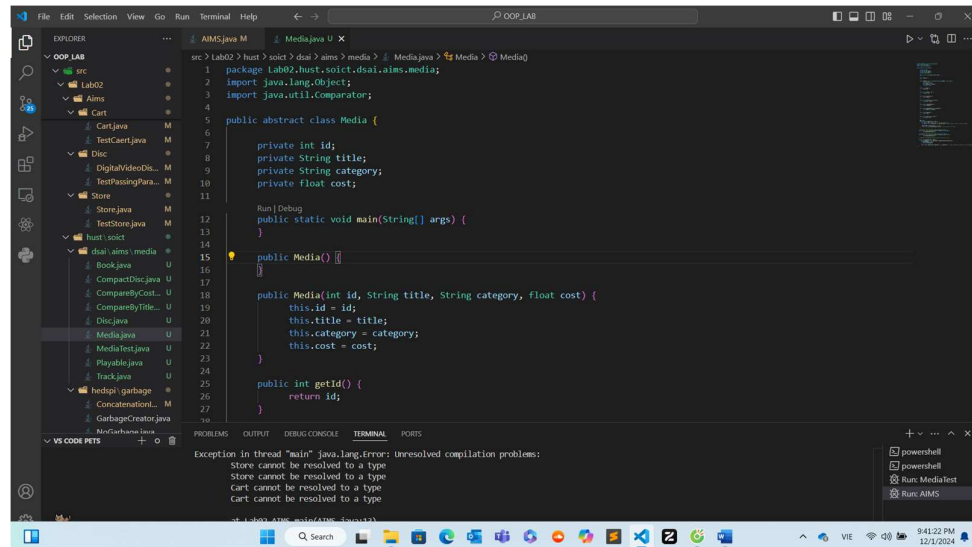 File Edit Selection View Go Run Terminal Help
OOP_LAB
EXPLORER
OOP_LAB
src
Lab02
Aims
Cart
Cart.java M
TestCaert.java M
Disc
DigitalVideoDis... M
TestPassingPara... M
Store
Store.java M
TestStore.java M
hust\soict
dsai\aims\media
Book.java U
CompactDisc.java U
CompareByCost... U
CompareByTitle... U
Disc.java U
Media.java U
MediaTest.java U
Playable.java U
Track.java U
hedspi\garbage
ConcatenationI... M
GarbageCreator.java
NoGarbage.java
VS CODE PETS
25
AIMS.java M
Media.java U
src > Lab02 > hust > soict > dsai > aims > media > Media.java > Media > Media()
1 package Lab02.hust.soict.dsai.aims.media;
2 import java.lang.Object;
3 import java.util.Comparator;
4
5 public abstract class Media {
6
7 private int id;
8 private String title;
9 private String category;
10 private float cost;
11
Run | Debug
12 public static void main(String[] args) {
13 }
14
15 public Media() {
16 }
17
18 public Media(int id, String title, String category, float cost) {
19 this.id = id;
20 this.title = title;
21 this.category = category;
22 this.cost = cost;
23 }
24
25 public int getId() {
26 return id;
27 }
28
PROBLEMS OUTPUT DEBUG CONSOLE TERMINAL PORTS
Exception in thread "main" java.lang.Error: Unresolved compilation problems:
Store cannot be resolved to a type
Store cannot be resolved to a type
Cart cannot be resolved to a type
Cart cannot be resolved to a type
at Lab02.AIMS.main(AIMS.java:13)
powershell
powershell
Run: MediaTest
Run: AIMS
Search
VIE
9:41:22 PM
12/1/2024